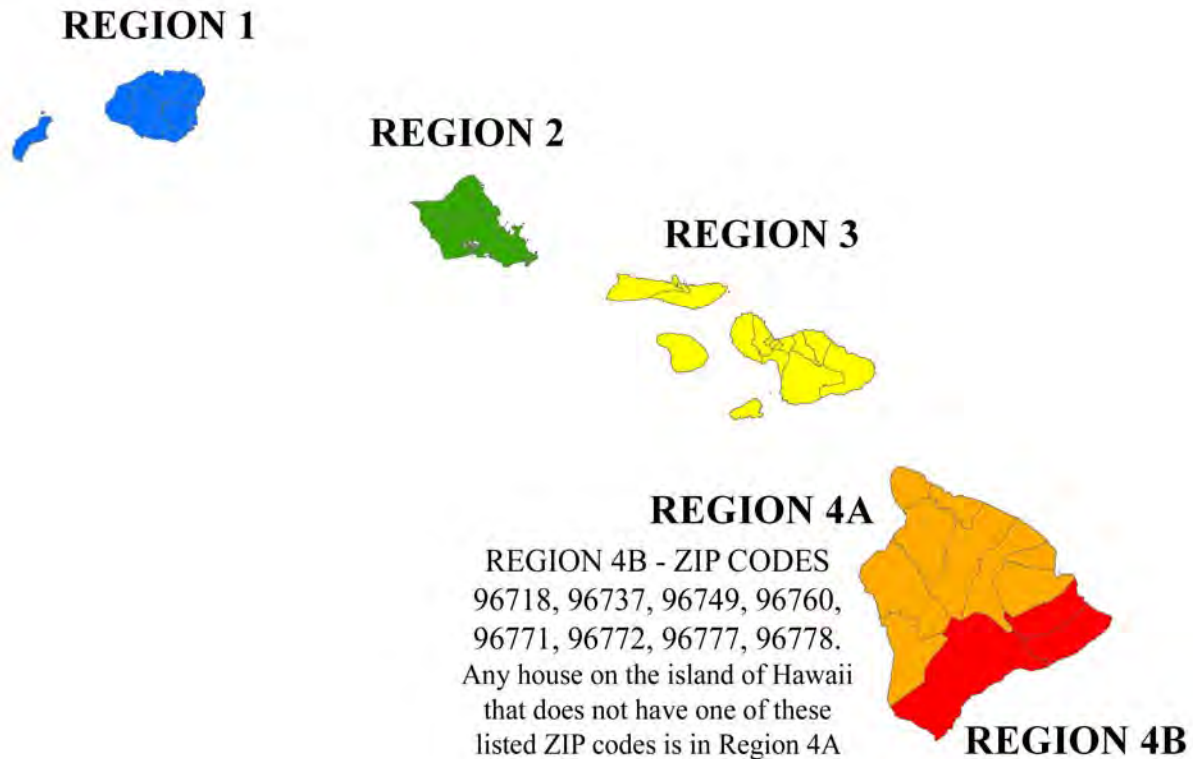 REGION 1
REGION 2
REGION 3
REGION 4A
REGION 4B - ZIP CODES
96718, 96737, 96749, 96760,
96771, 96772, 96777, 96778.
Any house on the island of Hawaii
that does not have one of these
listed ZIP codes is in Region 4A
REGION 4B